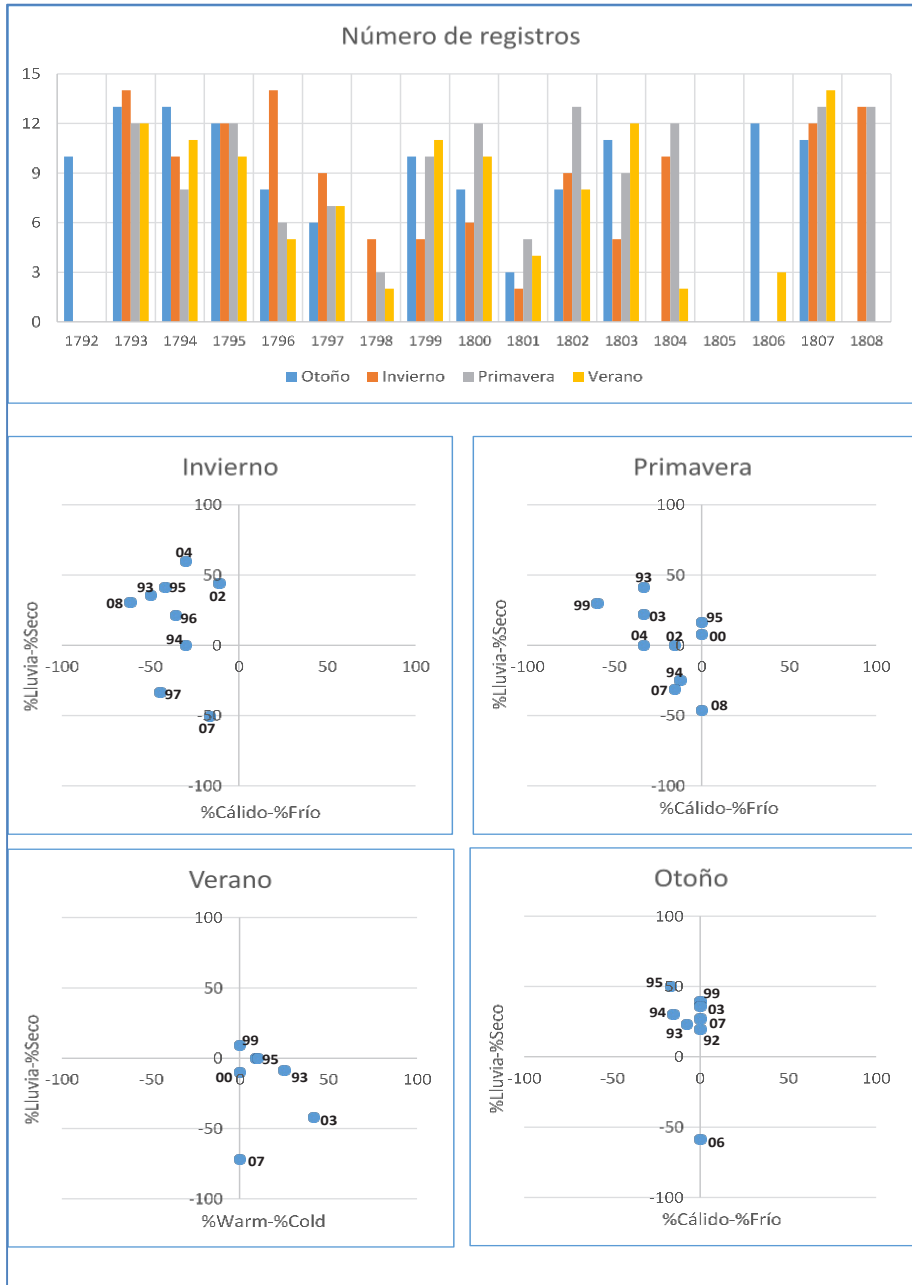 Número de registros
15
12
9
6
3
0
1792 1793 1794 1795 1796 1797 1798 1799 1800 1801 1802 1803 1804 1805 1806 1807 1808
Otoño Invierno Primavera Verano
Invierno
100
04
50
93 95
08 02
96
94
0
-100 -50 0 50 100
97
-50
07
-100
%Lluvia-%Seco
%Cálido-%Frío
Primavera
100
50
93
99
03 95
04 02 00
0
-100 -50 0 50 100
94
07
-50
08
-100
%Lluvia-%Seco
%Cálido-%Frío
Verano
100
50
99
0
95
00 93
-100 -50 0 50 100
03
-50
07
-100
%Lluvia-%Seco
%Warm-%Cold
Otoño
100
95 50
99
94 03
93 07
92
0
-100 -50 0 50 100
-50
06
-100
%Lluvia-%Seco
%Cálido-%Frío